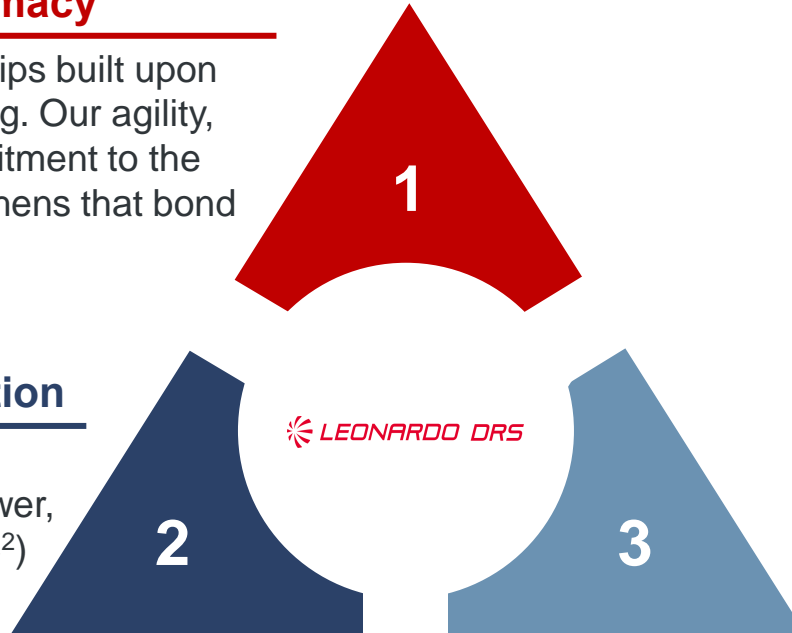 macy
ips built upon
g. Our agility,
itment to the
hens that bond
1
tion
LEONARDO DRS
wer,
2)
2
3